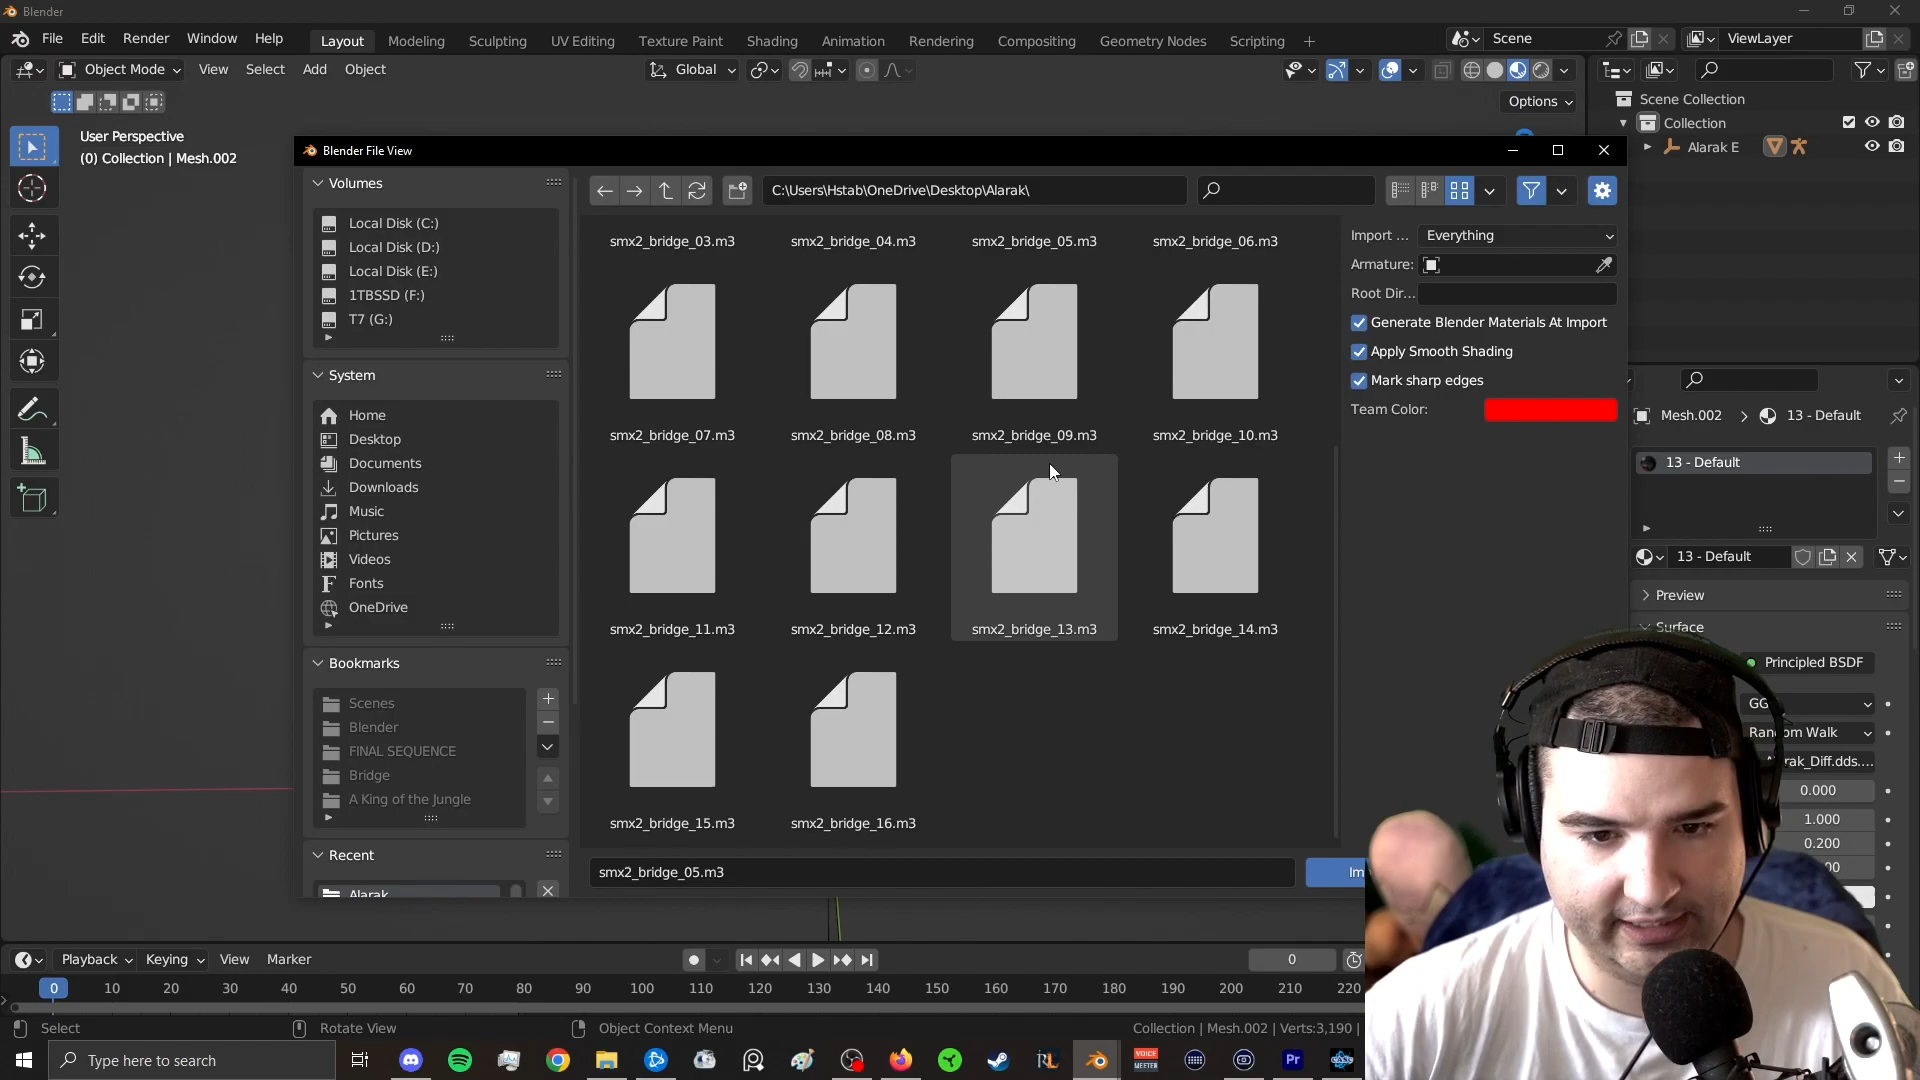 Blender
File Edit Render Window Help
Layout Modeling Sculpting UV Editing Texture Paint Shading Animation Rendering Compositing Geometry Nodes Scripting +
Scene
ViewLayer
Object Mode View Select Add Object
Global
Options
User Perspective
(0) Collection | Mesh.002
Scene Collection
Collection
Alarak E
Blender File View
Volumes
Local Disk (C:)
Local Disk (D:)
Local Disk (E:)
1TBSSD (F:)
T7 (G:)
System
Home
Desktop
Documents
Downloads
Music
Pictures
Videos
Fonts
OneDrive
Bookmarks
Scenes
Blender
FINAL SEQUENCE
Bridge
A King of the Jungle
Recent
Alarak
C:\Users\Hstab\OneDrive\Desktop\Alarak\
smx2_bridge_03.m3 smx2_bridge_04.m3 smx2_bridge_05.m3 smx2_bridge_06.m3
smx2_bridge_07.m3 smx2_bridge_08.m3 smx2_bridge_09.m3 smx2_bridge_10.m3
smx2_bridge_11.m3 smx2_bridge_12.m3 smx2_bridge_13.m3 smx2_bridge_14.m3
smx2_bridge_15.m3 smx2_bridge_16.m3
smx2_bridge_05.m3
Im
Import ... Everything
Armature:
Root Dir...
Generate Blender Materials At Import
Apply Smooth Shading
Mark sharp edges
Team Color:
Mesh.002 > 13 - Default
13 - Default
13 - Default
Preview
Surface
Principled BSDF
GG
Random Walk
rak_Diff.dds....
0.000
1.000
0.200
00
Playback Keying View Marker
0
0 10 20 30 40 50 60 70 80 90 100 110 120 130 140 150 160 170 180 190 200 210 220
Select Rotate View Object Context Menu
Collection | Mesh.002 | Verts:3,190 |
Type here to search
VOICE
MEETER
Pr